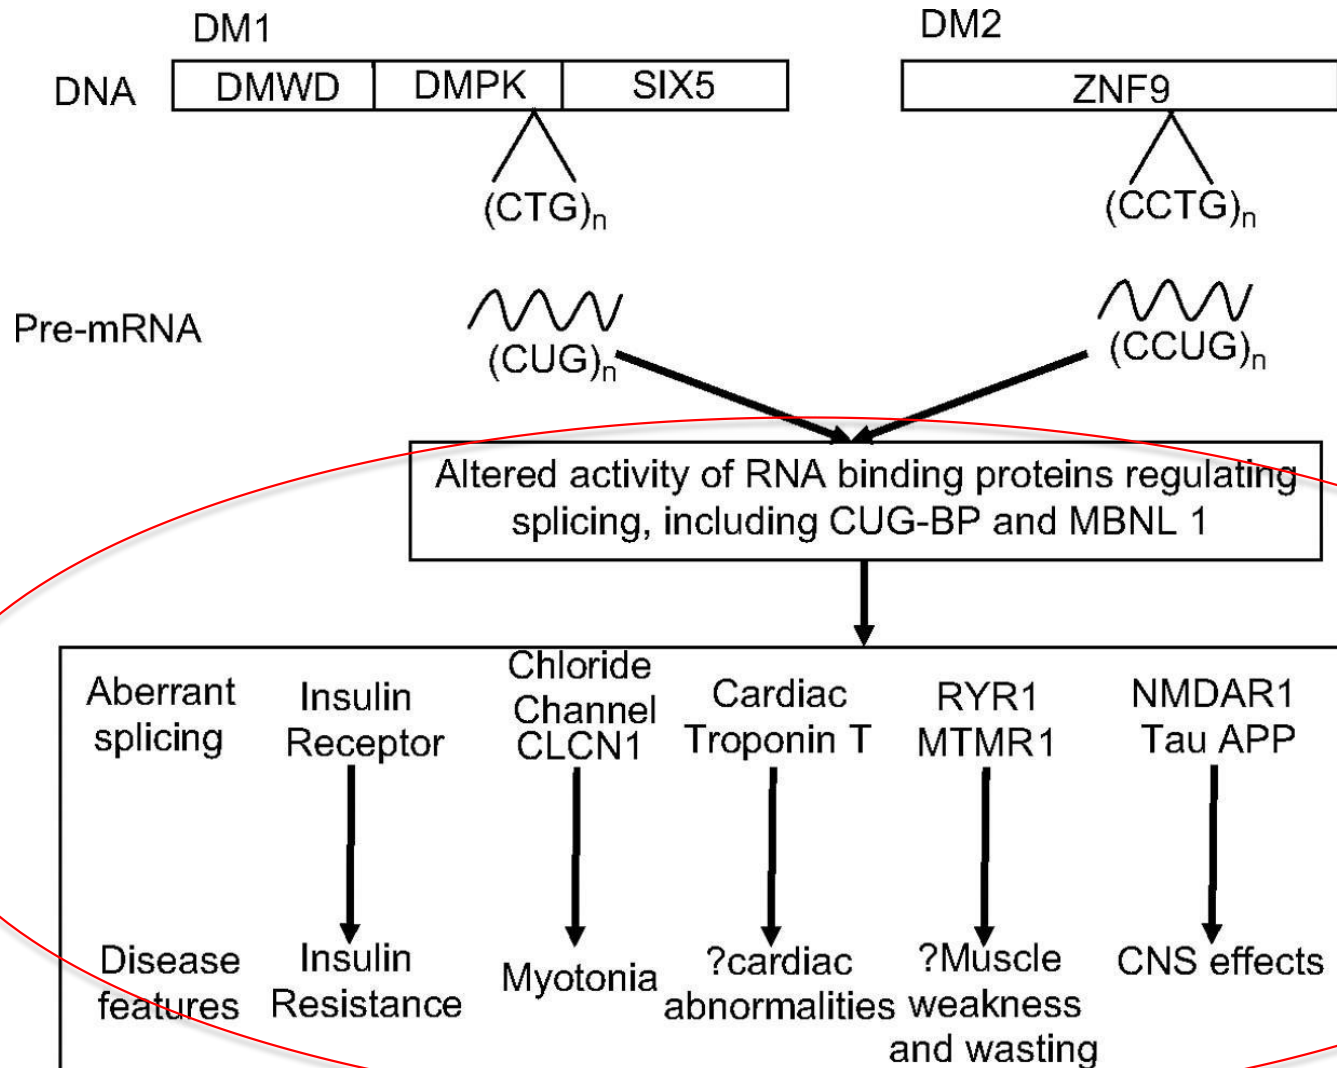 DM1
DM2
DNA
DMWD
DMPK
SIX5
ZNF9
(CTG)n
(CCTG)n
Pre-mRNA
(CUG)n
(CCUG)n
Altered activity of RNA binding proteins regulating
splicing, including CUG-BP and MBNL 1
Aberrant
splicing
Insulin
Receptor
Chloride
Channel
CLCN1
Cardiac
Troponin T
RYR1
MTMR1
NMDAR1
Tau APP
Disease
features
Insulin
Resistance
Myotonia
?cardiac
abnormalities
?Muscle
weakness
and wasting
CNS effects